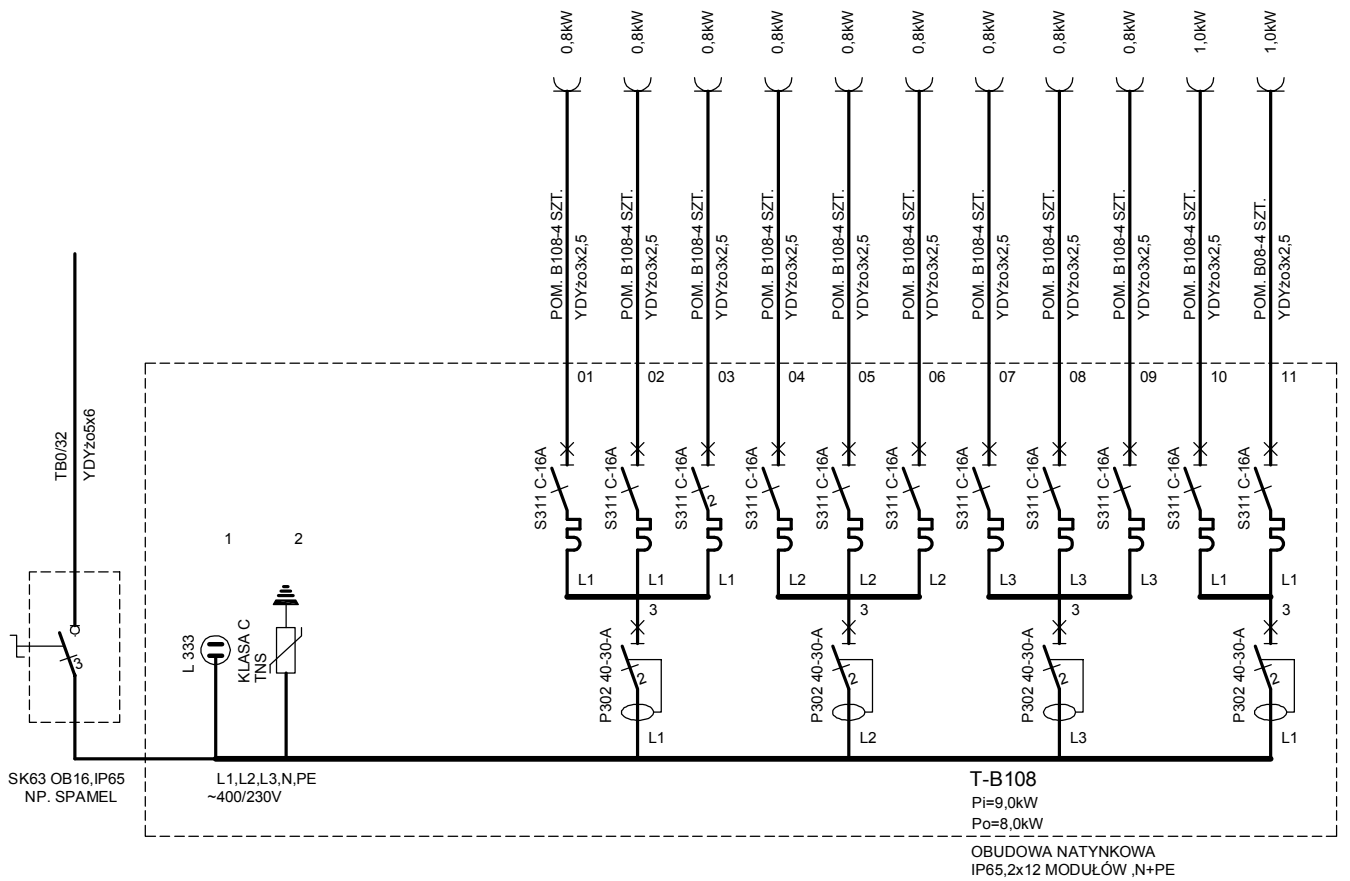 0,8kW
0,8kW
0,8kW
0,8kW
0,8kW
0,8kW
0,8kW
0,8kW
0,8kW
1,0kW
1,0kW
POM. B108-4 SZT.
YDYżo3x2,5
POM. B108-4 SZT.
YDYżo3x2,5
POM. B108-4 SZT.
YDYżo3x2,5
POM. B108-4 SZT.
YDYżo3x2,5
POM. B108-4 SZT.
YDYżo3x2,5
POM. B108-4 SZT.
YDYżo3x2,5
POM. B108-4 SZT.
YDYżo3x2,5
POM. B108-4 SZT.
YDYżo3x2,5
POM. B108-4 SZT.
YDYżo3x2,5
POM. B108-4 SZT.
YDYżo3x2,5
POM. B08-4 SZT.
YDYżo3x2,5
01
02
03
04
05
06
07
08
09
10
11
TB0/32
YDYżo5x6
S311 C-16A
S311 C-16A
S311 C-16A
2
S311 C-16A
S311 C-16A
S311 C-16A
S311 C-16A
S311 C-16A
S311 C-16A
S311 C-16A
S311 C-16A
1
2
L1
L1
L1
L2
L2
L2
L3
L3
L3
L1
L1
3
3
3
3
3
L 333
KLASA C
TNS
P302 40-30-A
2
P302 40-30-A
2
P302 40-30-A
2
P302 40-30-A
2
L1
L2
L3
L1
SK63 OB16,IP65
NP. SPAMEL
L1,L2,L3,N,PE
~400/230V
T-B108
Pi=9,0kW
Po=8,0kW
OBUDOWA NATYNKOWA
IP65,2x12 MODUŁÓW ,N+PE